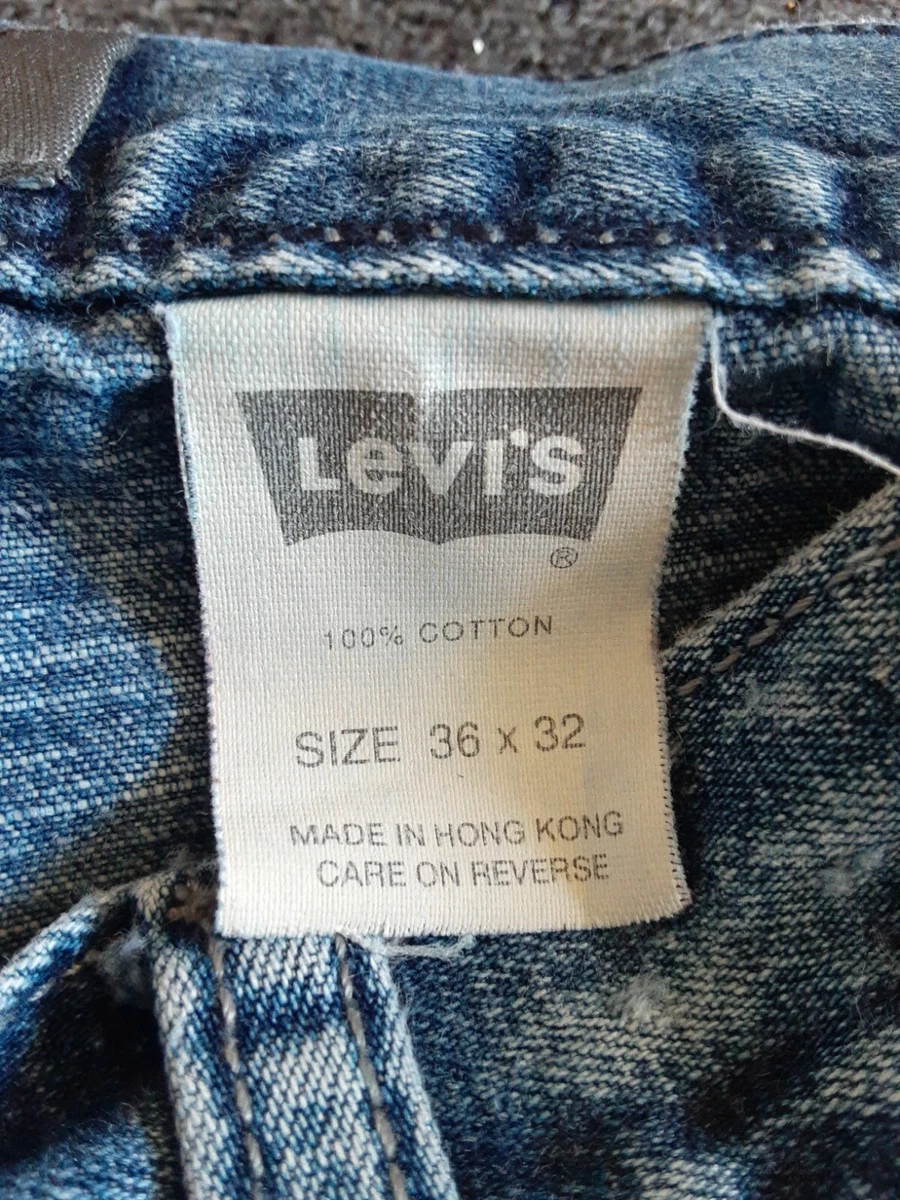 LEVI'S
®
100% COTTON
SIZE 36 x 32
MADE IN HONG KONG
CARE ON REVERSE